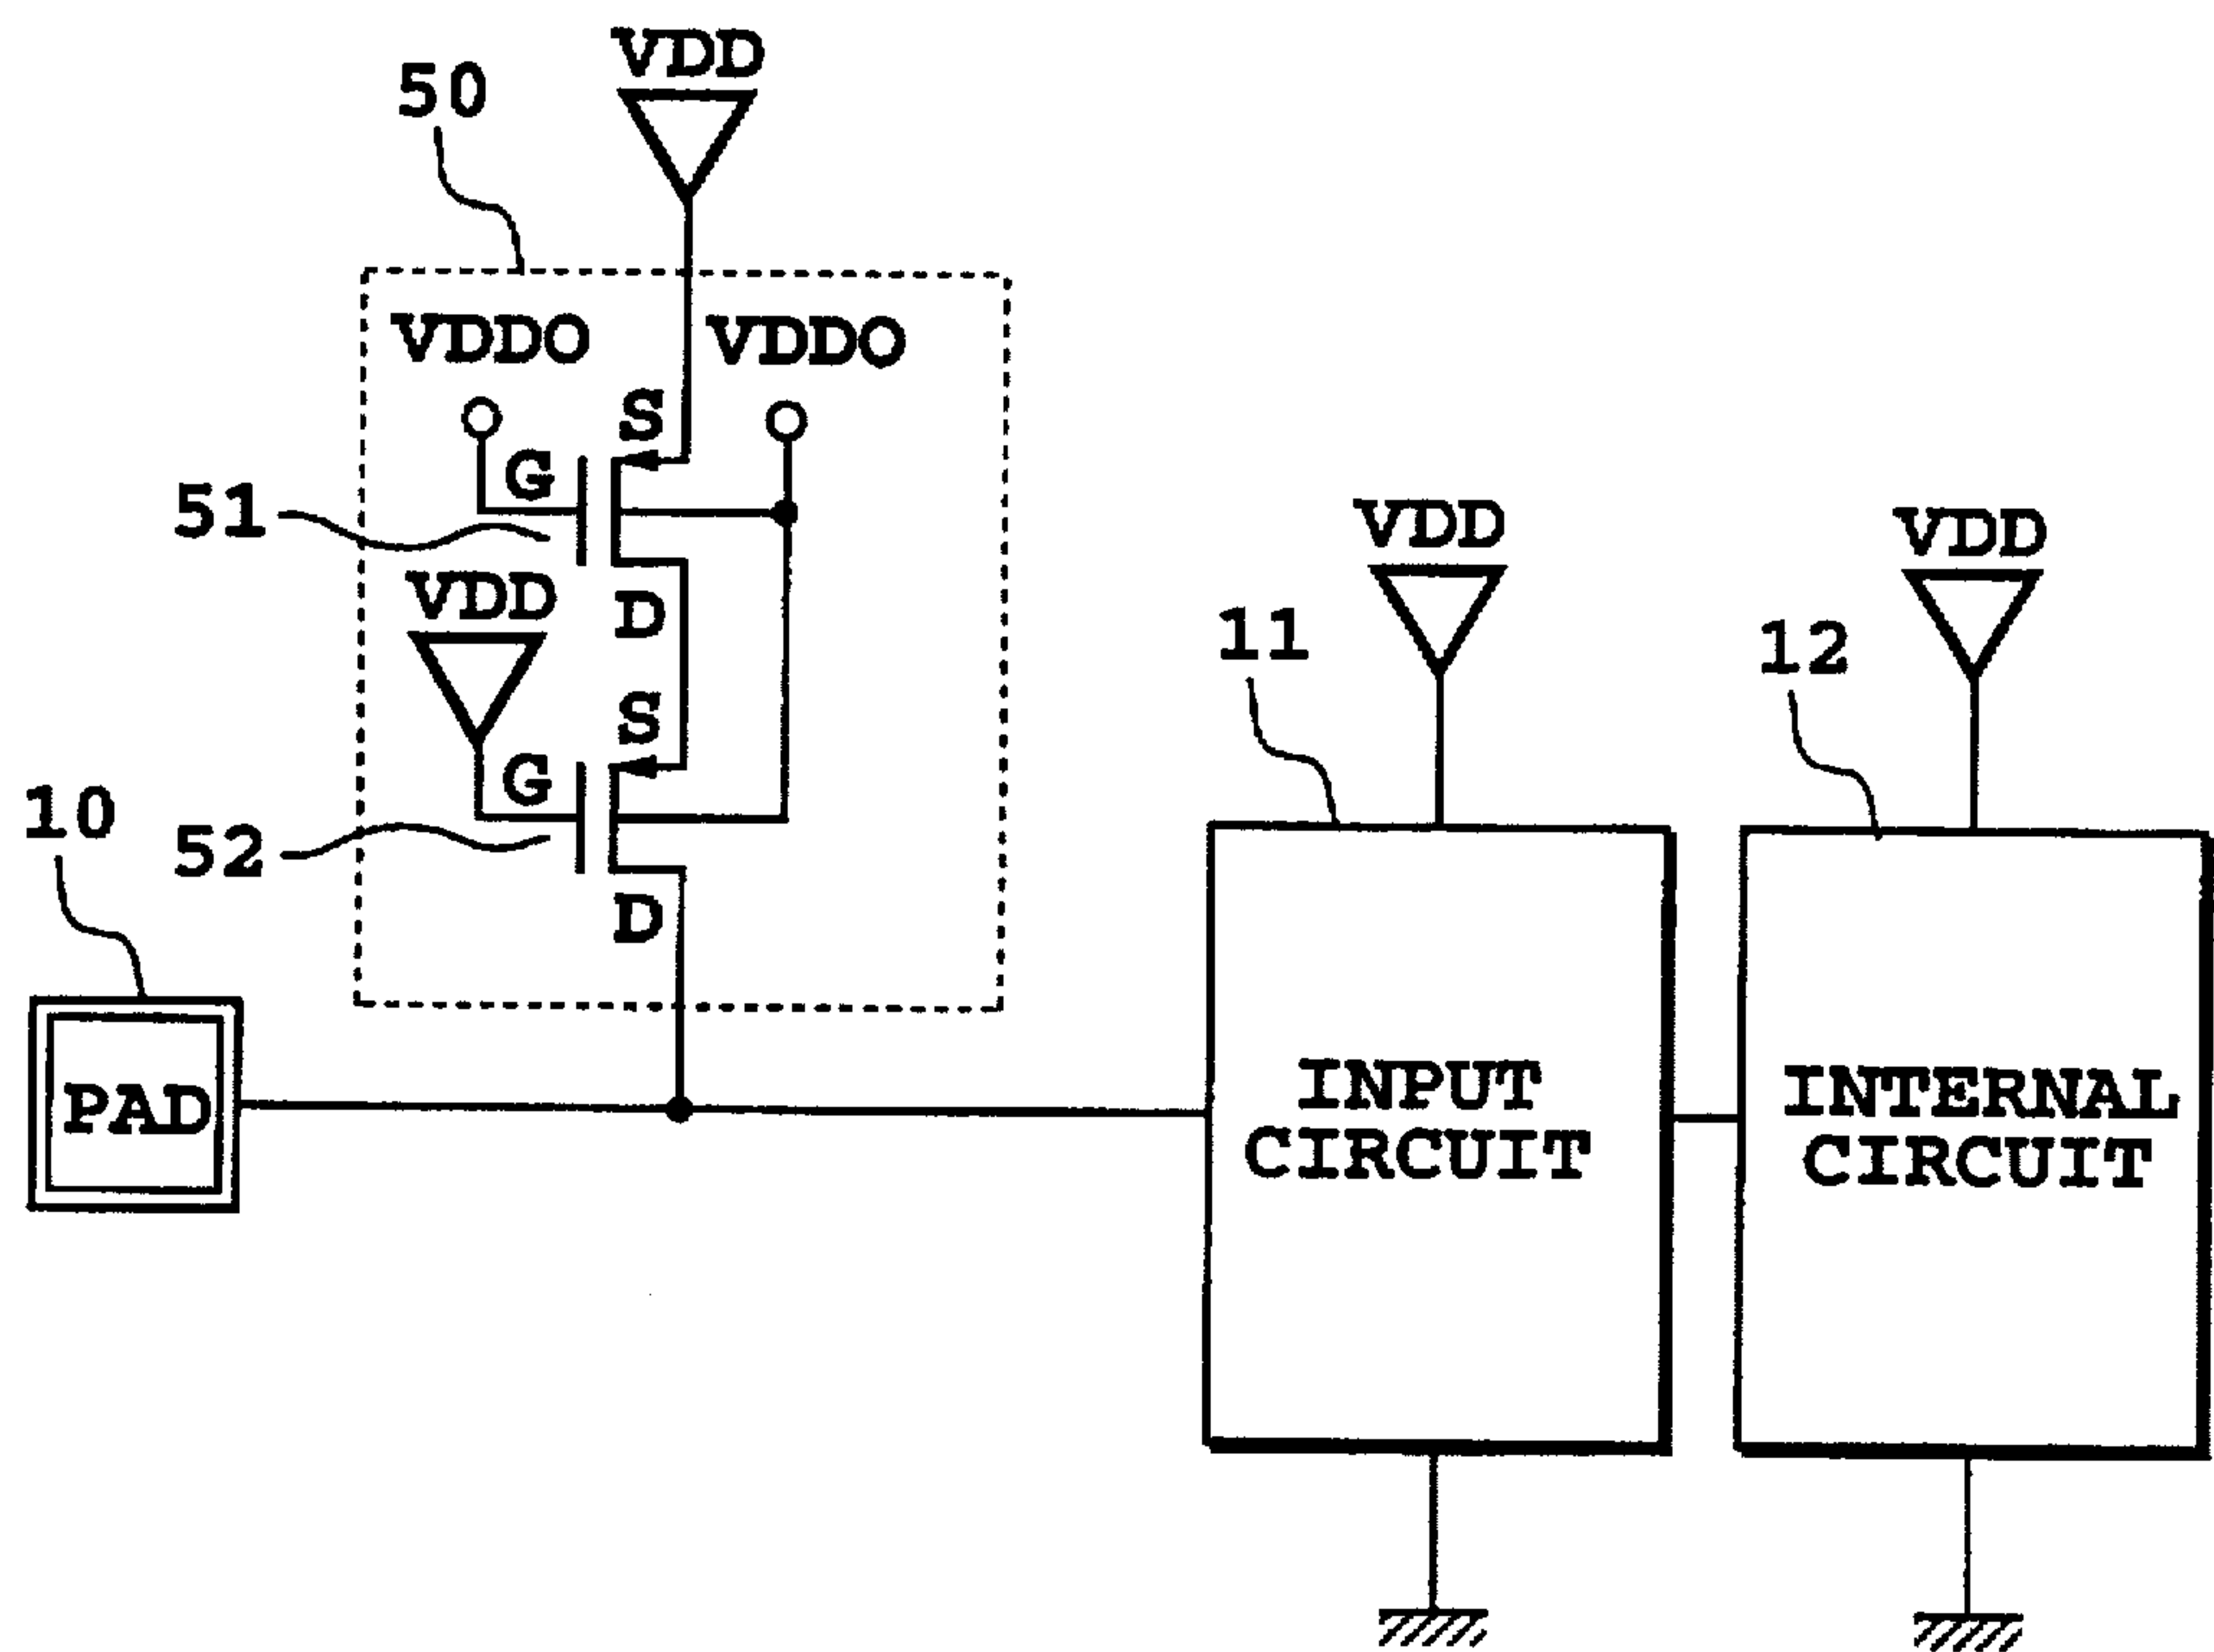 VDD
50
VDDO
VDDO
S
G
51
D
VDD
S
G
52
D
10
PAD
VDD
11
INPUT
CIRCUIT
VDD
12
INTERNAL
CIRCUIT